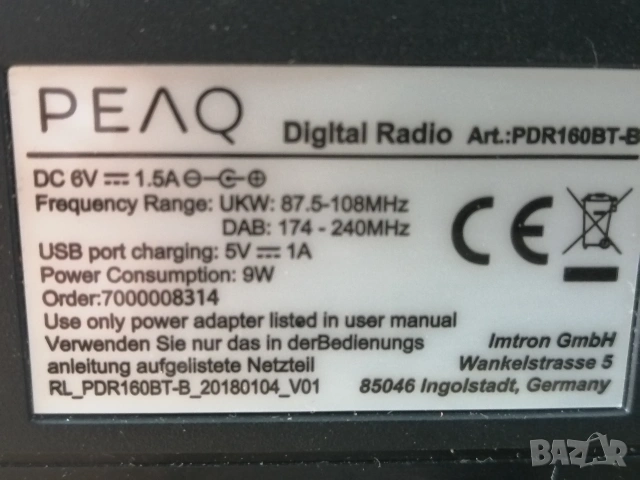 PEAQ Digital Radio Art.:PDR160BT-B
DC 6V 1.5A
Frequency Range: UKW: 87.5-108MHz
DAB: 174 - 240MHz
USB port charging: 5V 1A
Power Consumption: 9W
Order:7000008314
Use only power adapter listed in user manual
Verwenden Sie nur das in derBedienungs
anleitung aufgelistete Netzteil
RL_PDR160BT-B_20180104_V01
CE
Imtron GmbH
Wankelstrasse 5
85046 Ingolstadt, Germany
BAZAR